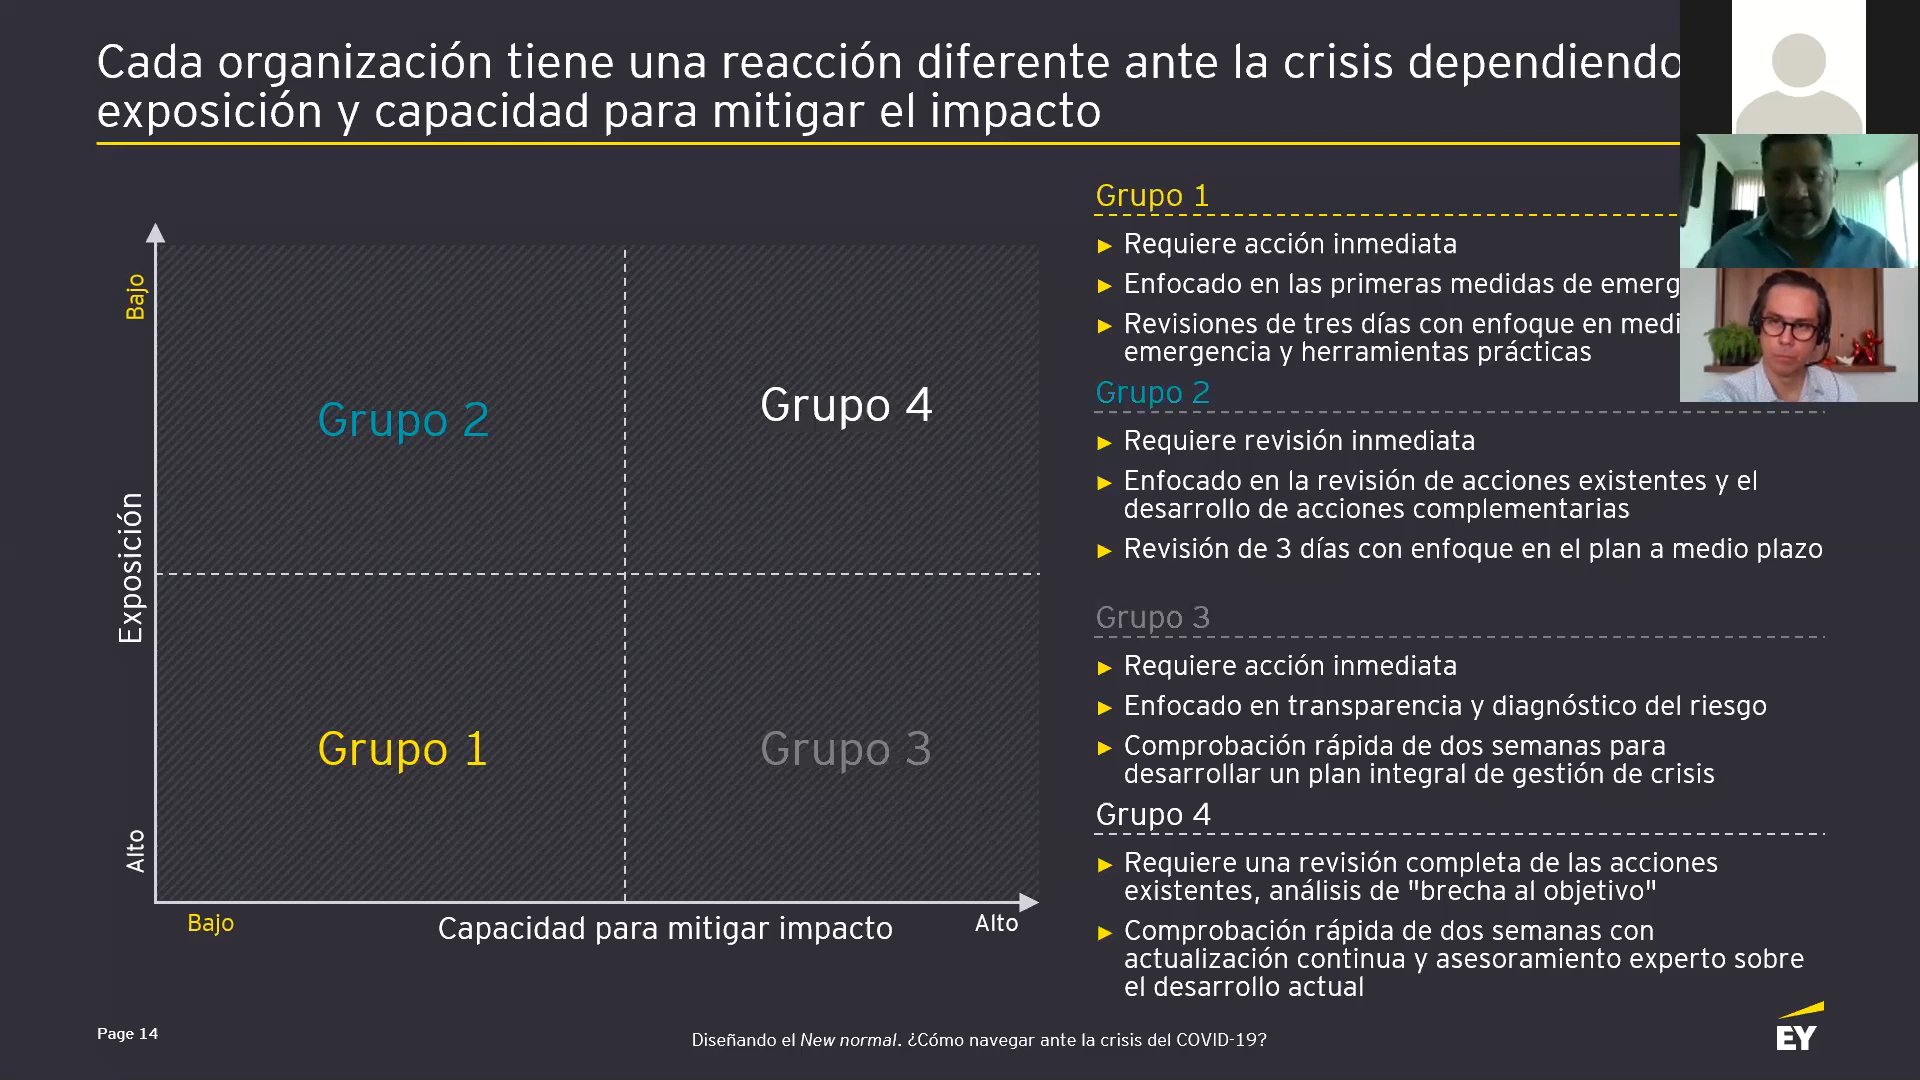 Cada organización tiene una reacción diferente ante la crisis dependiendo
exposición y capacidad para mitigar el impacto
Bajo
Exposición
Alto
Grupo 2
Grupo 4
Grupo 1
Grupo 3
Bajo
Capacidad para mitigar impacto
Alto
Grupo 1
► Requiere acción inmediata
► Enfocado en las primeras medidas de
► Revisiones de tres días con enfoque en
emergencia y herramientas prácticas
Grupo 2
► Requiere revisión inmediata
► Enfocado en la revisión de acciones existentes y el
desarrollo de acciones complementarias
► Revisión de 3 días con enfoque en el plan a medio plazo
Grupo 3
► Requiere acción inmediata
► Enfocado en transparencia y diagnóstico del riesgo
► Comprobación rápida de dos semanas para
desarrollar un plan integral de gestión de crisis
Grupo 4
► Requiere una revisión completa de las acciones
existentes, análisis de "brecha al objetivo"
► Comprobación rápida de dos semanas con
actualización continua y asesoramiento experto sobre
el desarrollo actual
Page 14
Diseñando el New normal. ¿Cómo navegar ante la crisis del COVID-19?
EY